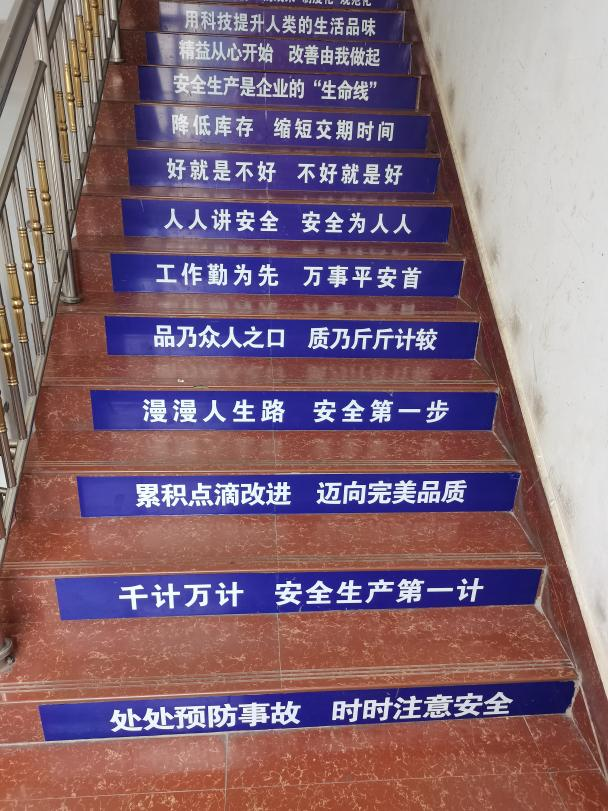 制度化 规范化
用科技提升人类的生活品味
精益从心开始 改善由我做起
安全生产是企业的“生命线”
降低库存 缩短交期时间
好就是不好 不好就是好
人人讲安全 安全为人人
工作勤为先 万事平安首
品乃众人之口 质乃斤斤计较
漫漫人生路 安全第一步
累积点滴改进 迈向完美品质
千计万计 安全生产第一计
处处预防事故 时时注意安全